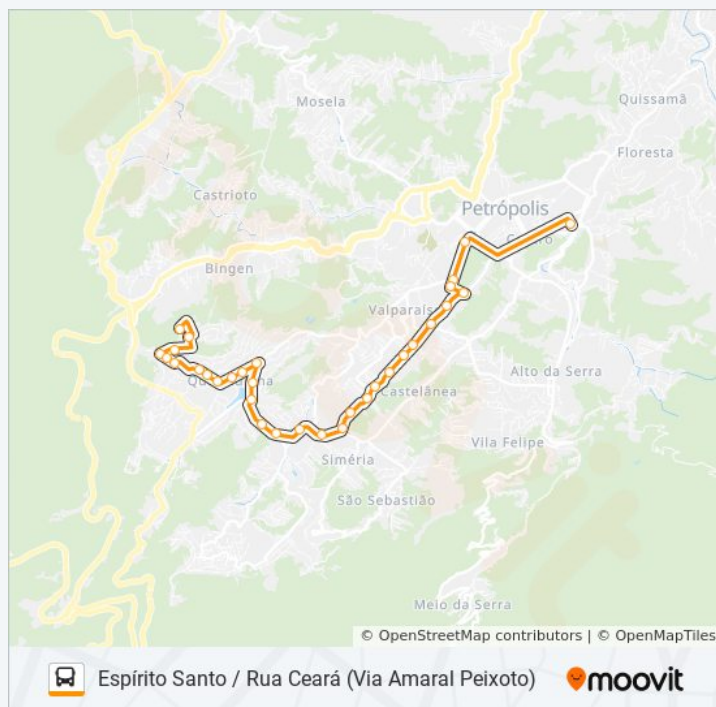 Quissamã
Mosela
Floresta
Castrioto
Petrópolis
Bingen
Valparaís
Alto da Serra
Castelânea
Vila Felipe
Siméria
São Sebastião
Meio da Serra
© OpenStreetMap contributors | © OpenMapTiles
Espírito Santo / Rua Ceará (Via Amaral Peixoto)
moovit